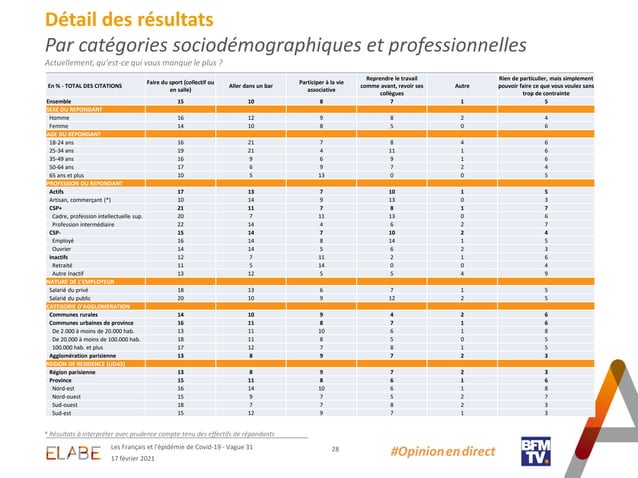 Détail des résultats
Par catégories sociodémographiques et professionnelles
Actuellement, qu'est-ce qui vous manque le plus ?
En % - TOTAL DES CITATIONS | Faire du sport (collectif ou en salle) | Aller dans un bar | Participer à la vie associative | Reprendre le travail comme avant, revoir ses collègues | Autre | Rien de particulier, mais simplement pouvoir faire ce que vous voulez sans trop de contrainte
Ensemble 15 10 8 7 1 5
SEXE DU REPONDANT
Homme 16 12 9 8 2 4
Femme 14 10 8 5 0 6
AGE DU REPONDANT
18-24 ans 16 21 7 8 4 6
25-34 ans 19 21 4 11 1 6
35-49 ans 16 9 6 9 1 6
50-64 ans 17 6 9 7 2 4
65 ans et plus 10 5 13 0 0 5
PROFESSION DU REPONDANT
Actifs 17 13 7 10 1 5
Artisan, commerçant (*) 10 14 9 13 0 3
CSP+ 21 11 7 8 1 7
Cadre, profession intellectuelle sup. 20 7 11 13 0 6
Profession intermédiaire 22 14 4 6 2 7
CSP- 15 14 7 10 2 4
Employé 16 14 8 14 1 5
Ouvrier 14 14 5 6 2 3
Inactifs 12 7 11 2 1 6
Retraité 11 5 14 0 0 4
Autre Inactif 13 12 5 5 4 9
NATURE DE L'EMPLOYEUR
Salarié du privé 18 13 6 7 1 5
Salarié du public 20 10 9 12 2 5
CATEGORIE D'AGGLOMERATION
Communes rurales 14 10 9 4 2 6
Communes urbaines de province 16 11 8 7 1 6
De 2.000 à moins de 20.000 hab. 13 11 10 6 1 8
De 20.000 à moins de 100.000 hab. 18 11 8 5 0 5
100.000 hab. et plus 17 12 7 8 1 5
Agglomération parisienne 13 8 9 7 2 3
REGION DE RESIDENCE (UDA5)
Région parisienne 13 8 9 7 2 3
Province 15 11 8 6 1 6
Nord-est 16 14 10 6 1 8
Nord-ouest 15 9 7 5 2 7
Sud-ouest 18 7 7 8 2 3
Sud-est 15 12 9 7 1 3
* Résultats à interpréter avec prudence compte-tenu des effectifs de répondants
ELABE
Les Français et l'épidémie de Covid-19 - Vague 31
17 février 2021
28
#Opinion en direct
BFM
TV.